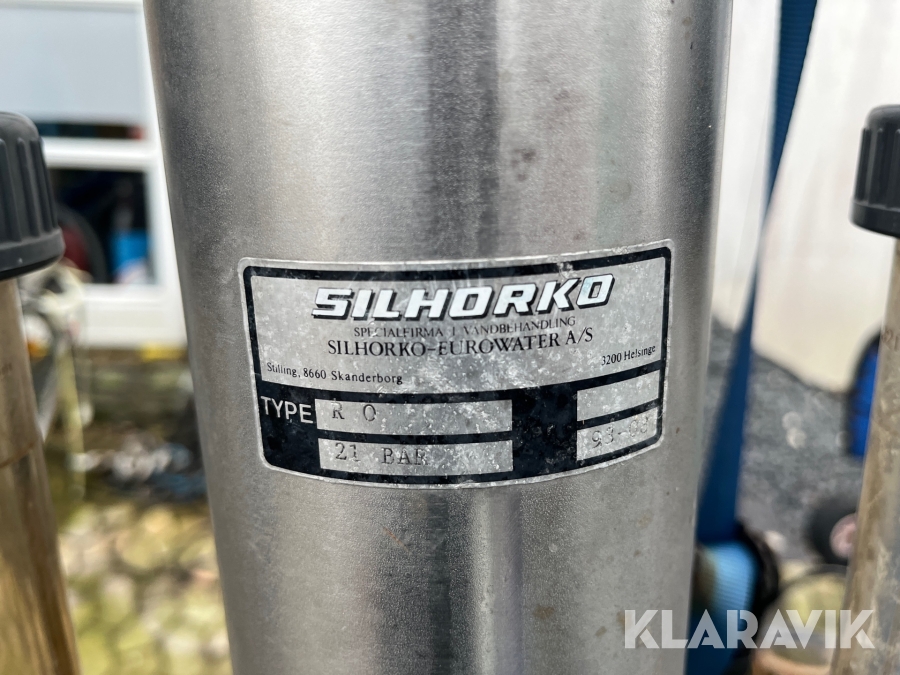 SILHORKO
SPECIALFIRMA I VANDBEHANDLING
SILHORKO-EUROWATER A/S
Stilling, 8660 Skanderborg
3200 Helsinge
TYPE R O
21 BAR
KLARAVIK